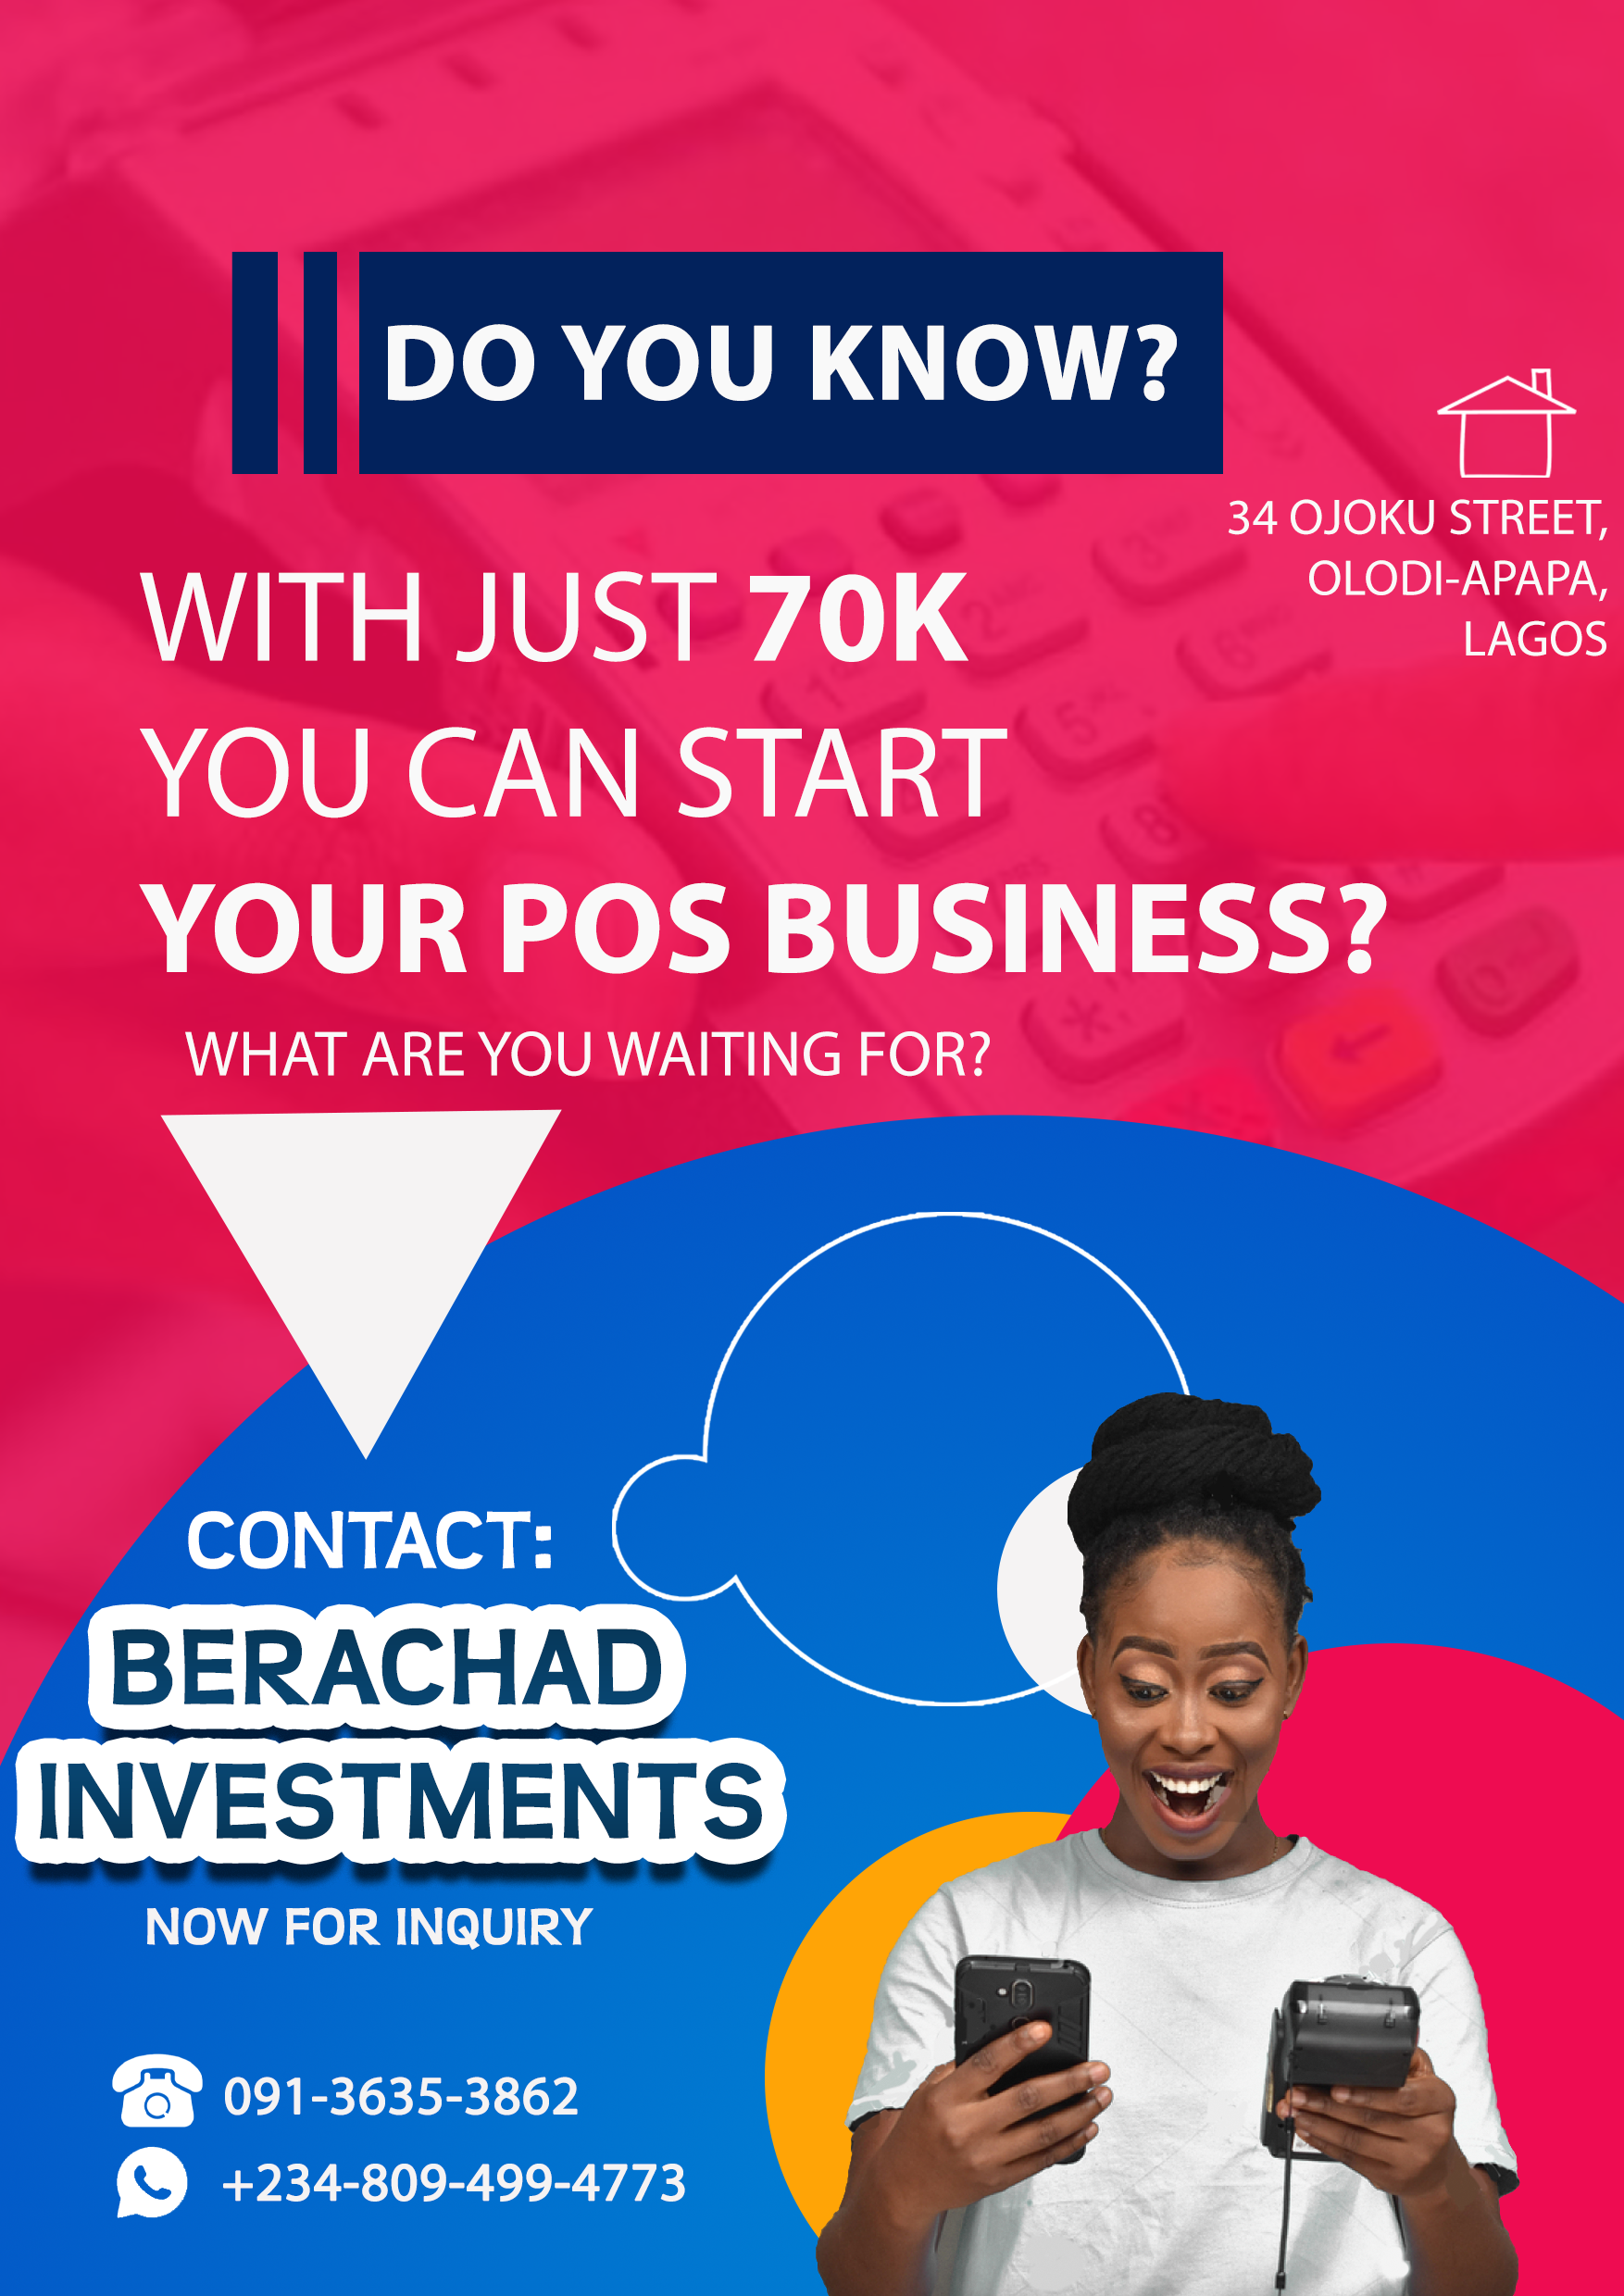 DO YOU KNOW?
34 OJOKU STREET,
OLODI-APAPA,
LAGOS
WITH JUST 70K
YOU CAN START
YOUR POS BUSINESS?
WHAT ARE YOU WAITING FOR?
CONTACT:
BERACHAD
INVESTMENTS
NOW FOR INQUIRY
091-3635-3862
+234-809-499-4773